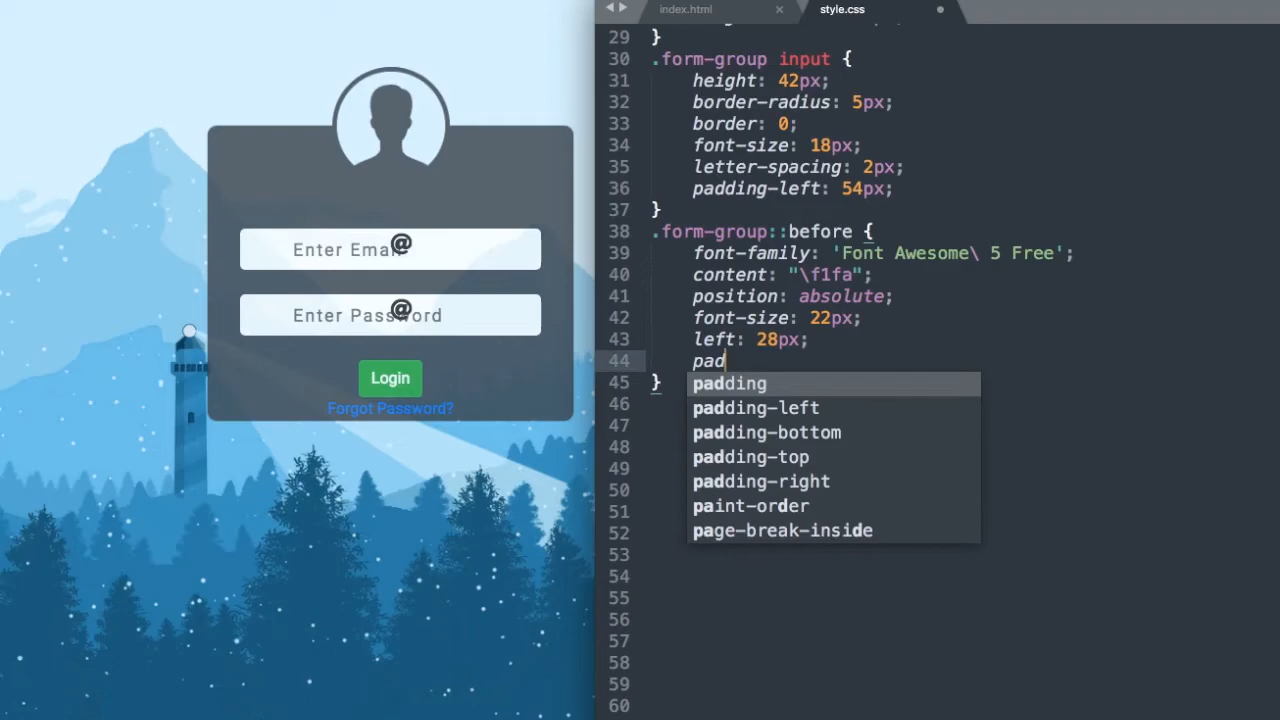 Enter Email
@
Enter Password
@
Login
Forgot Password?
index.html × style.css
29 }
30 .form-group input {
31 height: 42px;
32 border-radius: 5px;
33 border: 0;
34 font-size: 18px;
35 letter-spacing: 2px;
36 padding-left: 54px;
37 }
38 .form-group::before {
39 font-family: 'Font Awesome\ 5 Free';
40 content: "\f1fa";
41 position: absolute;
42 font-size: 22px;
43 left: 28px;
44 pad
45 }
padding
padding-left
padding-bottom
padding-top
padding-right
paint-order
page-break-inside
46
47
48
49
50
51
52
53
54
55
56
57
58
59
60